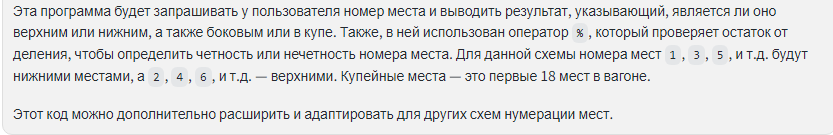 Эта программа будет запрашивать у пользователя номер места и выводить результат, указывающий, является ли оно
верхним или нижним, а также боковым или в купе. Также, в ней использован оператор %, который проверяет остаток от
деления, чтобы определить четность или нечетность номера места. Для данной схемы номера мест 1, 3, 5, и т.д. будут
нижними местами, а 2, 4, 6, и т.д. — верхними. Купейные места — это первые 18 мест в вагоне.
Этот код можно дополнительно расширить и адаптировать для других схем нумерации мест.